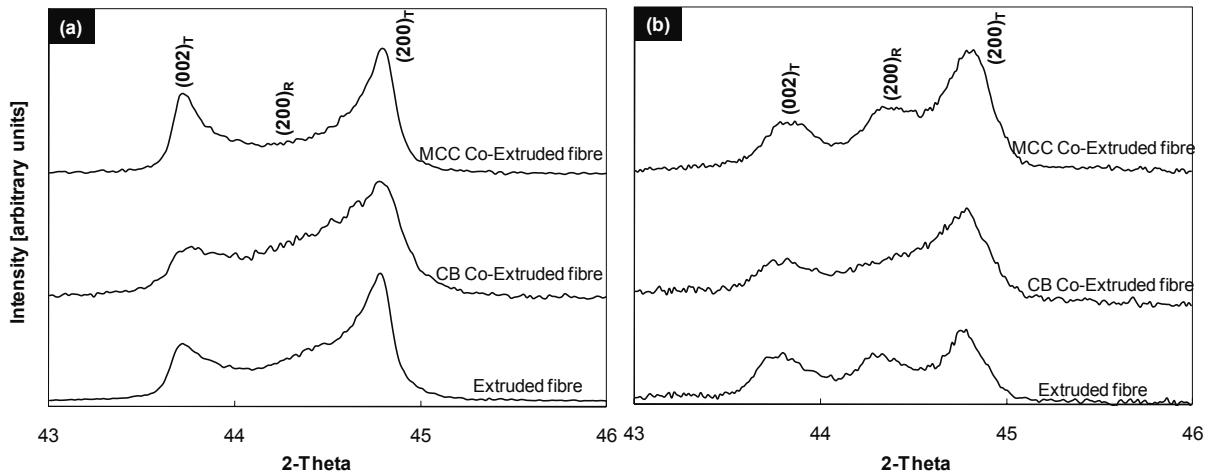 (a)
(002)T
(200)R
(200)T
MCC Co-Extruded fibre
CB Co-Extruded fibre
Extruded fibre
Intensity [arbitrary units]
43 44 45 46
2-Theta
(b)
(002)T
(200)R
(200)T
MCC Co-Extruded fibre
CB Co-Extruded fibre
Extruded fibre
43 44 45 46
2-Theta